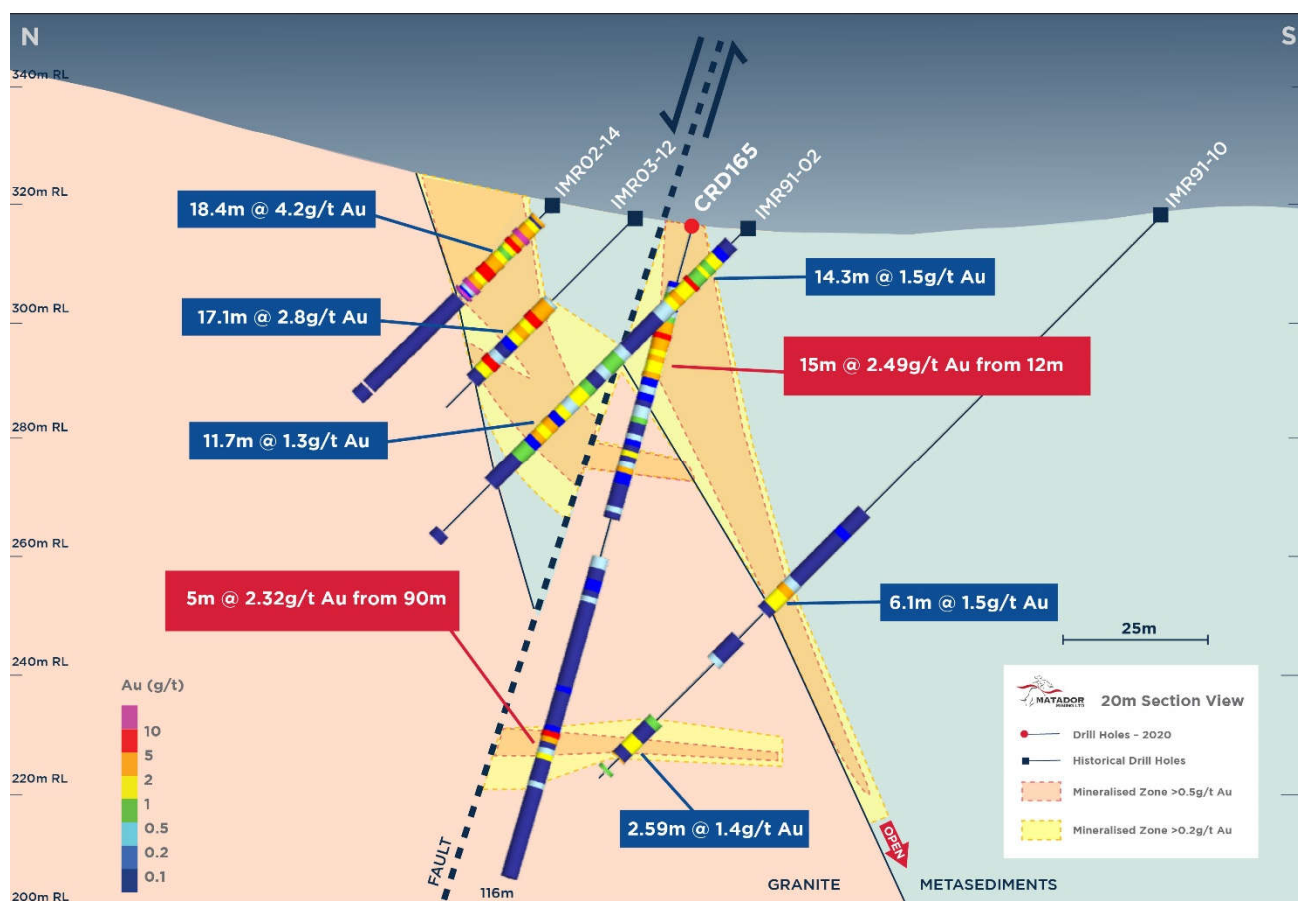 N
S
340m RL
320m RL
300m RL
280m RL
260m RL
240m RL
220m RL
200m RL
IMR02-14
IMR03-12
CRD165
IMR91-02
IMR91-10
18.4m @ 4.2g/t Au
17.1m @ 2.8g/t Au
11.7m @ 1.3g/t Au
5m @ 2.32g/t Au from 90m
14.3m @ 1.5g/t Au
15m @ 2.49g/t Au from 12m
6.1m @ 1.5g/t Au
2.59m @ 1.4g/t Au
25m
Au (g/t)
10
5
2
1
0.5
0.2
0.1
FAULT
116m
GRANITE
METASEDIMENTS
OPEN
MATADOR
MINING LTD
20m Section View
Drill Holes - 2020
Historical Drill Holes
Mineralised Zone >0.5g/t Au
Mineralised Zone >0.2g/t Au